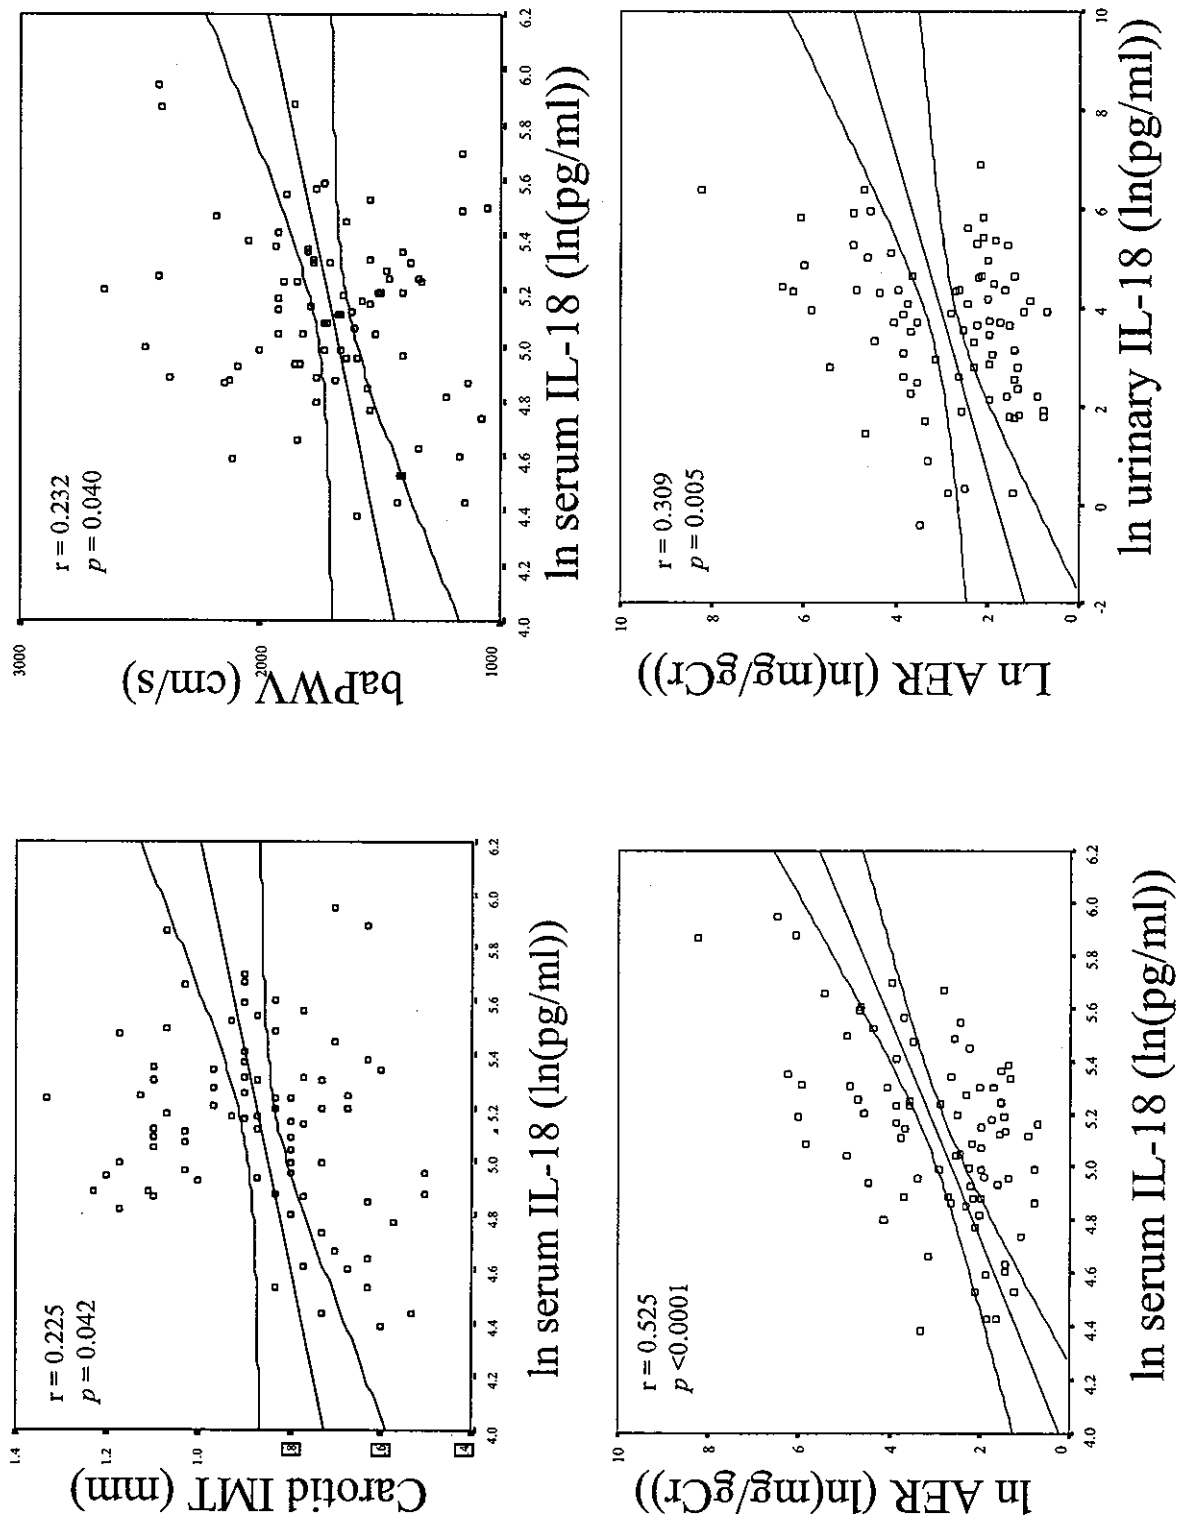 Carotid IMT (mm)
1.4
1.2
1.0
.8
.6
.4
r = 0.225
p = 0.042
4.0 4.2 4.4 4.6 4.8 5.0 5.2 5.4 5.6 5.8 6.0 6.2
ln serum IL-18 (ln(pg/ml))
baPWV (cm/s)
3000
2000
1000
r = 0.232
p = 0.040
4.0 4.2 4.4 4.6 4.8 5.0 5.2 5.4 5.6 5.8 6.0 6.2
ln serum IL-18 (ln(pg/ml))
ln AER (ln(mg/gCr))
10
8
6
4
2
0
r = 0.525
p <0.0001
4.0 4.2 4.4 4.6 4.8 5.0 5.2 5.4 5.6 5.8 6.0 6.2
ln serum IL-18 (ln(pg/ml))
Ln AER (ln(mg/gCr))
10
8
6
4
2
0
r = 0.309
p = 0.005
-2 0 2 4 6 8 10
ln urinary IL-18 (ln(pg/ml))